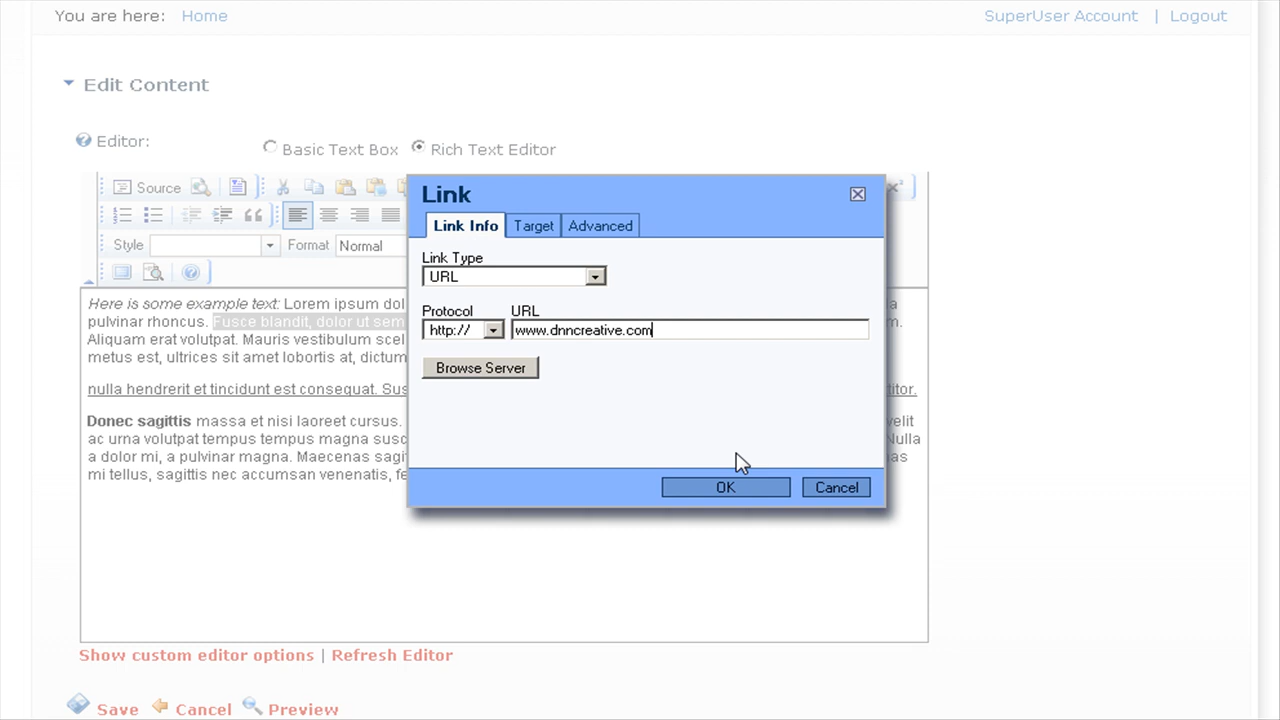 You are here: Home
SuperUser Account | Logout
Edit Content
Editor:
Basic Text Box Rich Text Editor
Source
Style Format Normal
Here is some example text: Lorem ipsum dol
pulvinar rhoncus. Fusce blandit, dolor ut sem
Aliquam erat volutpat. Mauris vestibulum scel
metus est, ultrices sit amet lobortis at, dictum
nulla hendrerit et tincidunt est consequat. Sus titor.
Donec sagittis massa et nisi laoreet cursus. velit
ac urna volutpat tempus tempus magna susc Nulla
a dolor mi, a pulvinar magna. Maecenas sagit as
mi tellus, sagittis nec accumsan venenatis, fe
Link
Link Info Target Advanced
Link Type
URL
Protocol URL
http:// www.dnncreative.com
Browse Server
OK Cancel
Show custom editor options | Refresh Editor
Save Cancel Preview